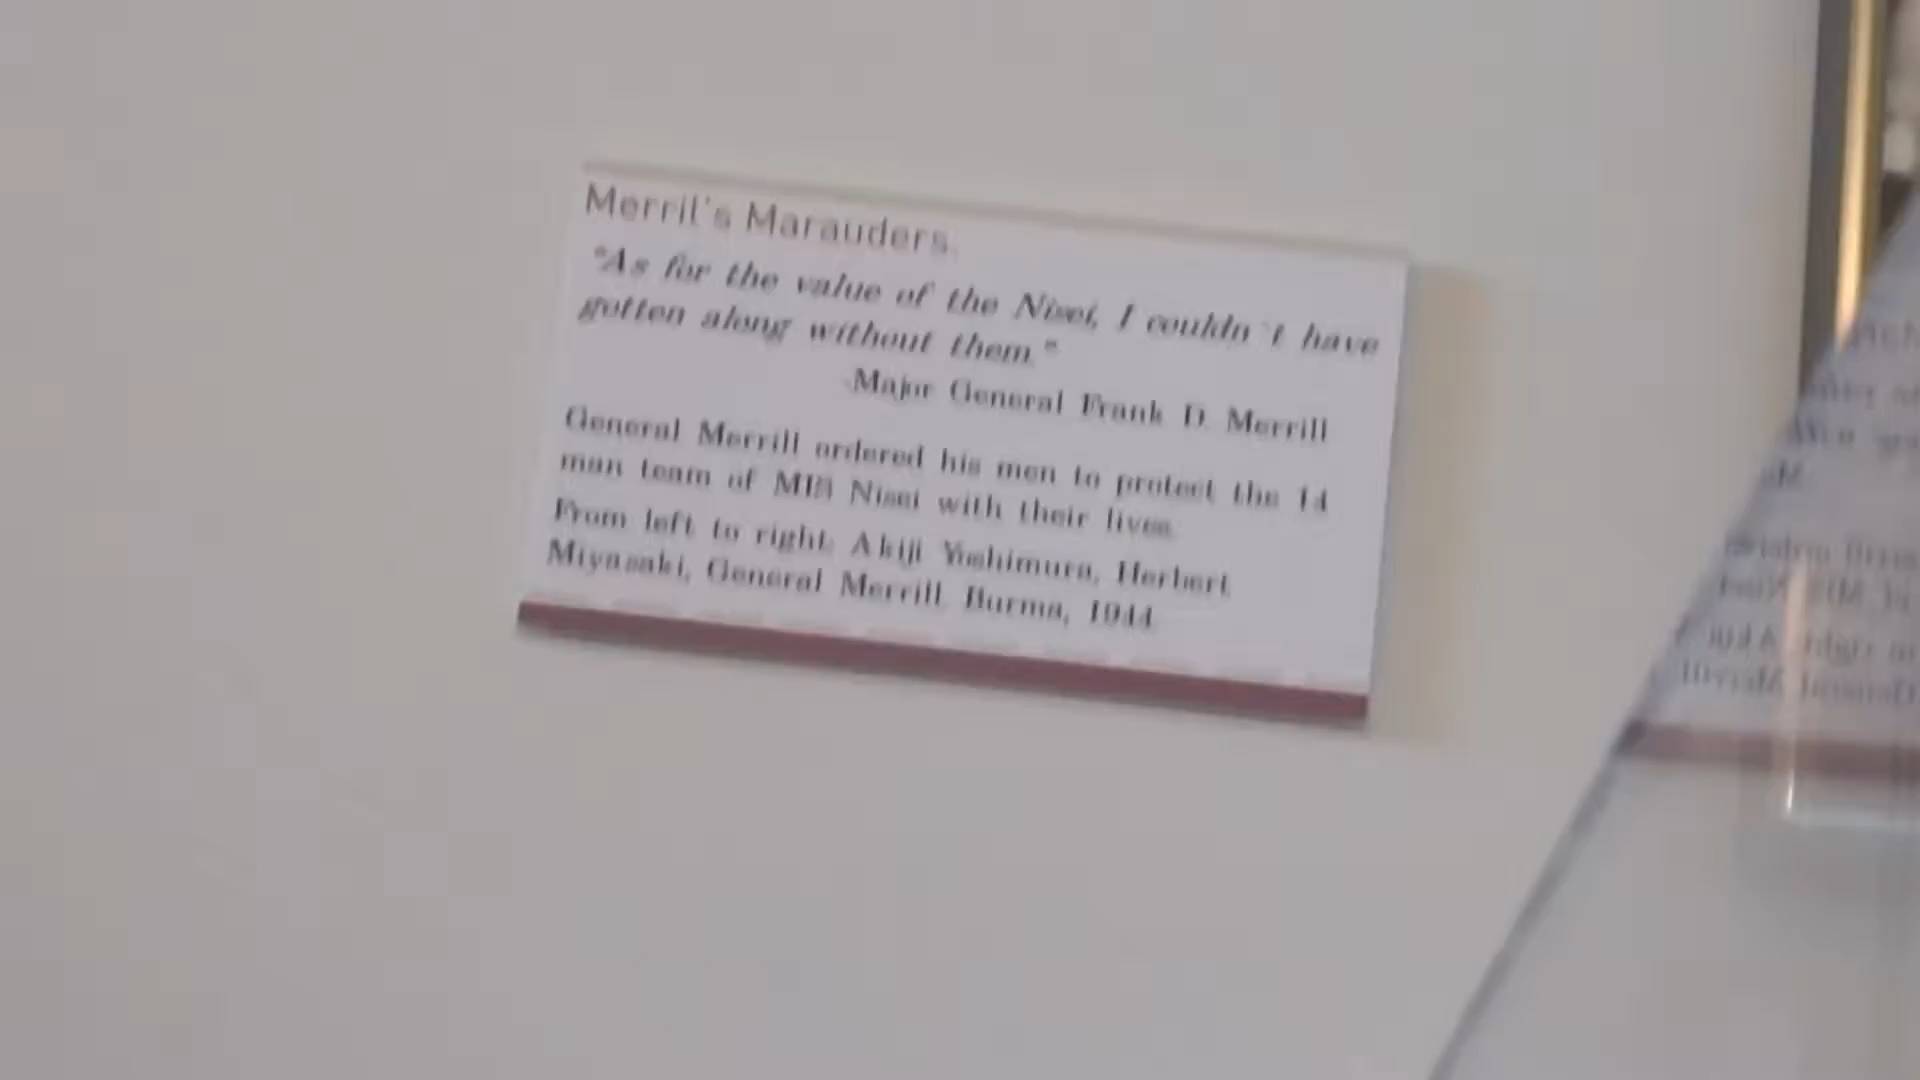 Merril's Marauders.
"As for the value of the Nisei, I couldn't have
gotten along without them."
-Major General Frank D. Merrill
General Merrill ordered his men to protect the 14
man team of MIS Nisei with their lives.
From left to right: Akiji Yoshimura, Herbert
Miyasaki, General Merrill. Burma, 1944.